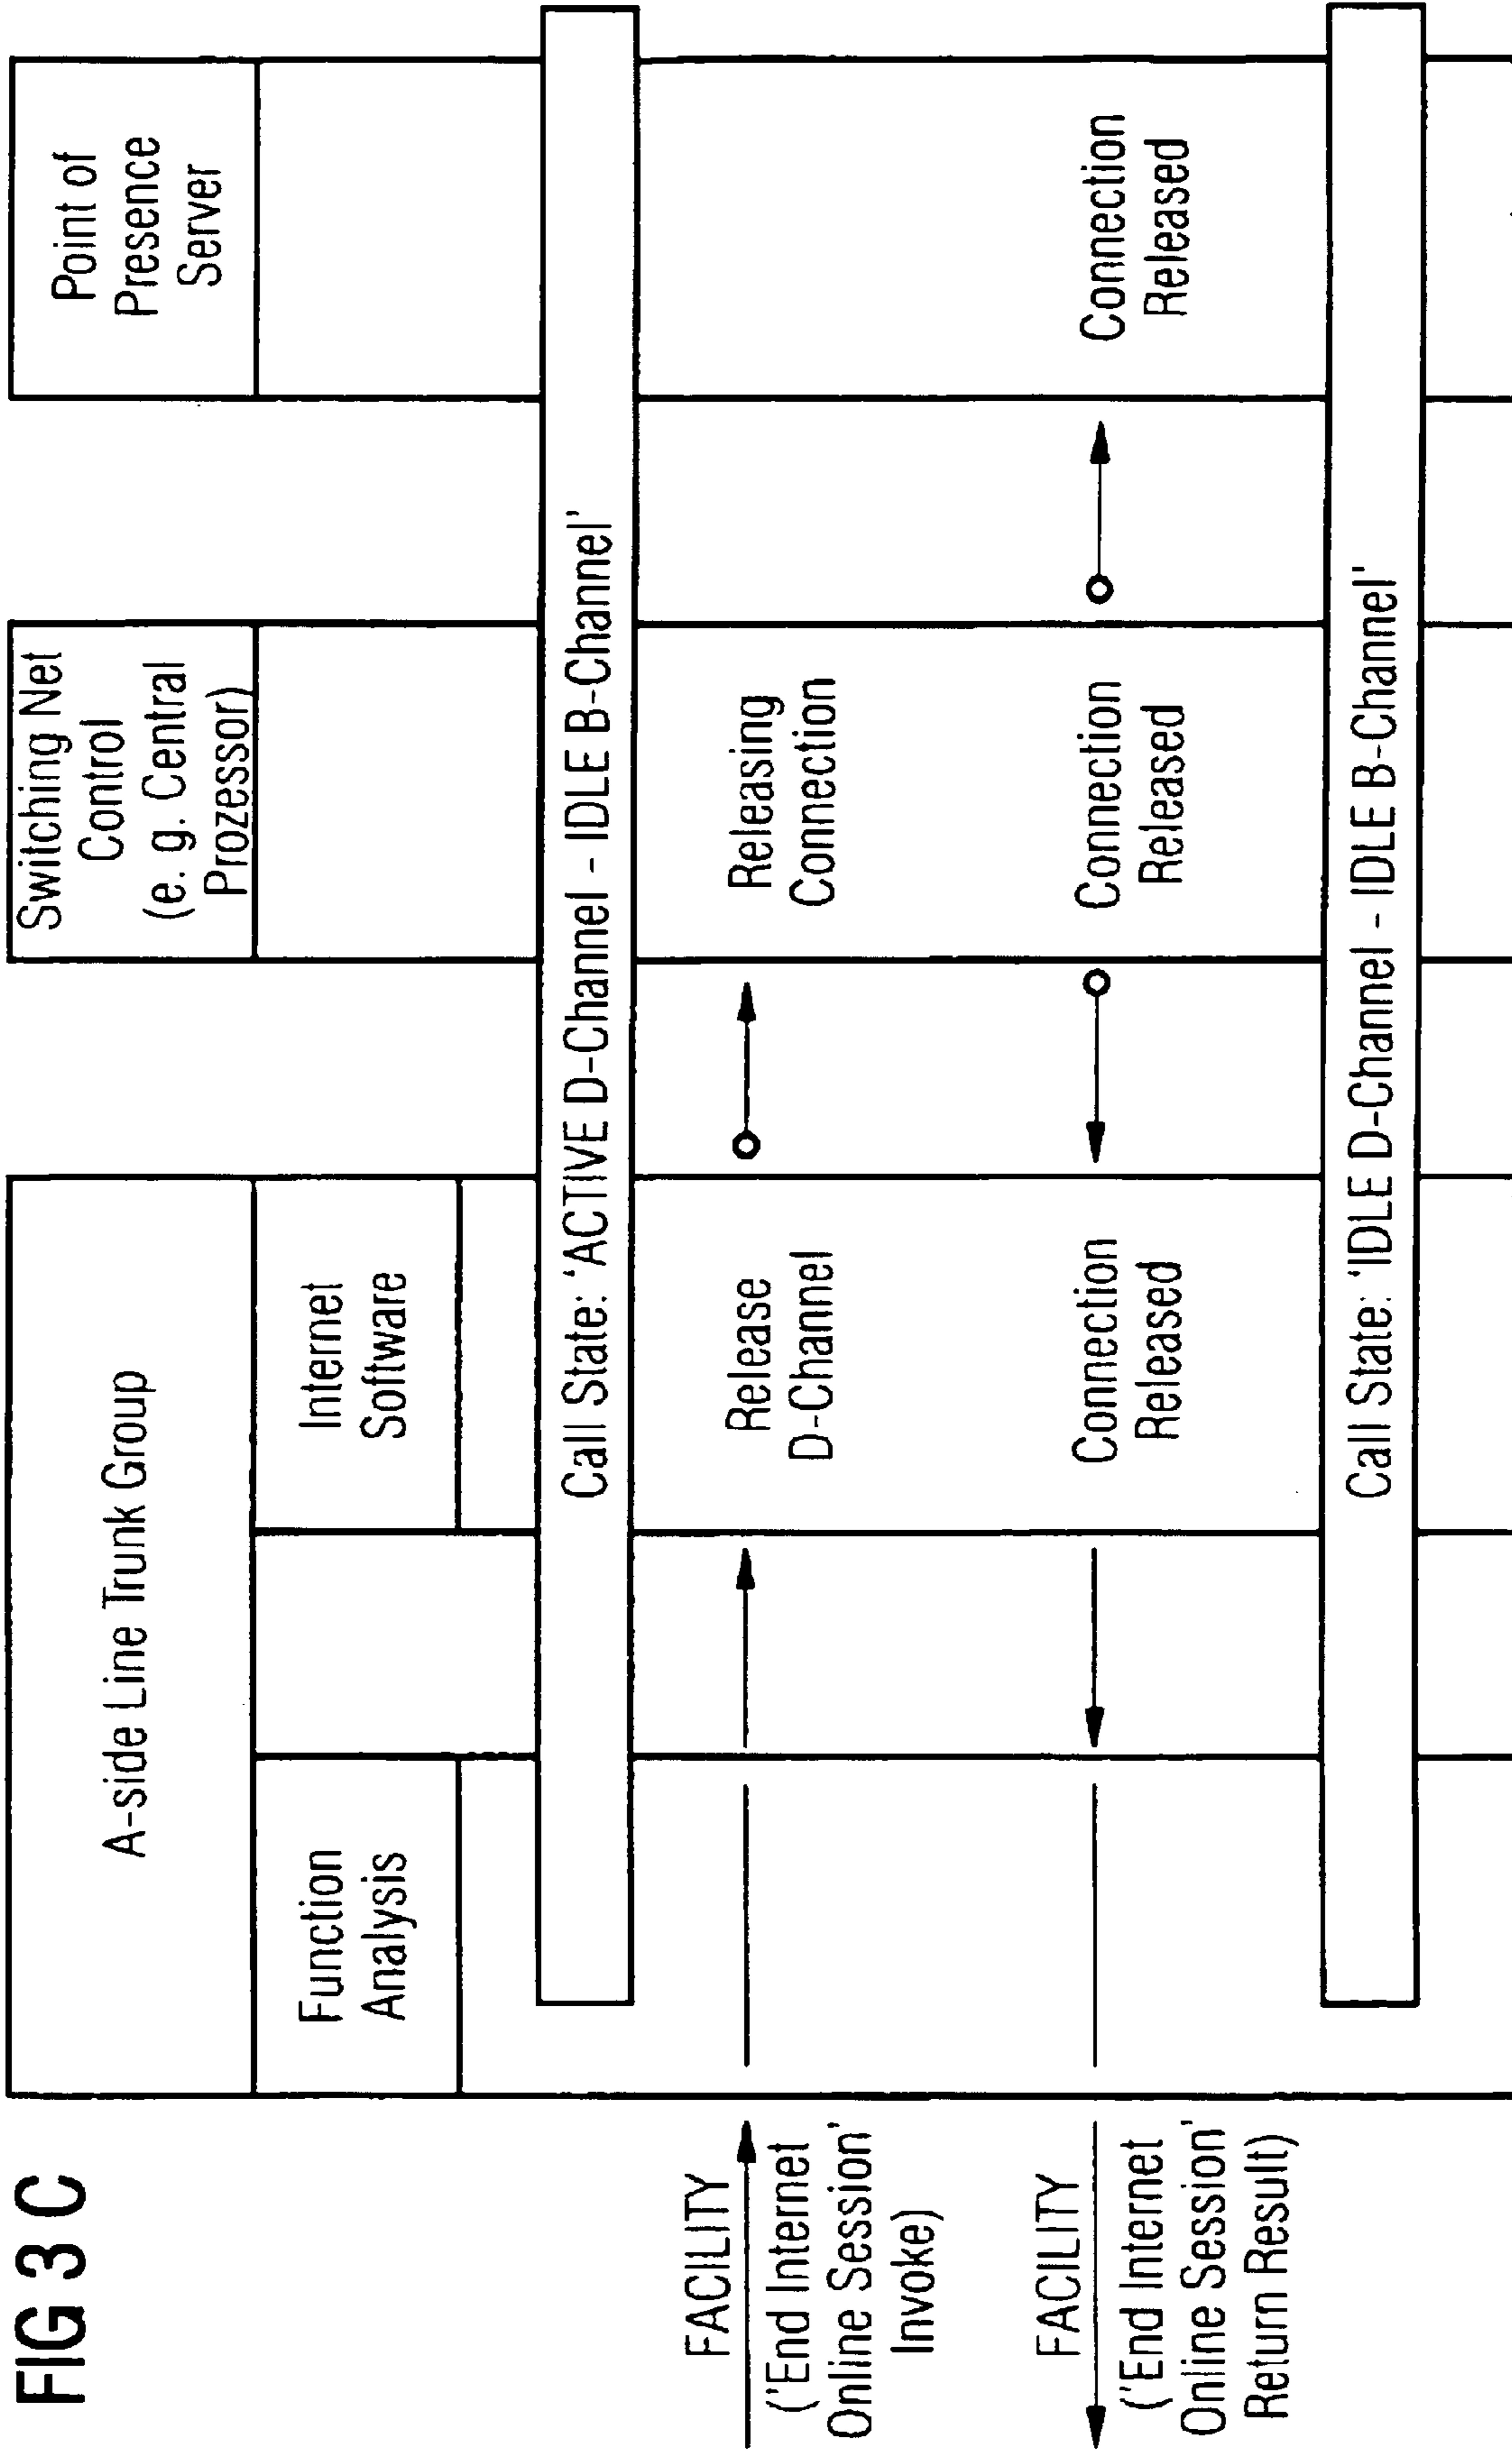 FIG 3 C
A-side Line Trunk Group
Switching Net
Control
(e. g. Central
Prozessor)
Point of
Presence
Server
Function
Analysis
Internet
Software
Call State: 'ACTIVE D-Channel - IDLE B-Channel'
FACILITY
('End Internet
Online Session'
Invoke)
Release
D-Channel
Releasing
Connection
FACILITY
('End Internet
Online Session'
Return Result)
Connection
Released
Connection
Released
Connection
Released
Call State: 'IDLE D-Channel - IDLE B-Channel'